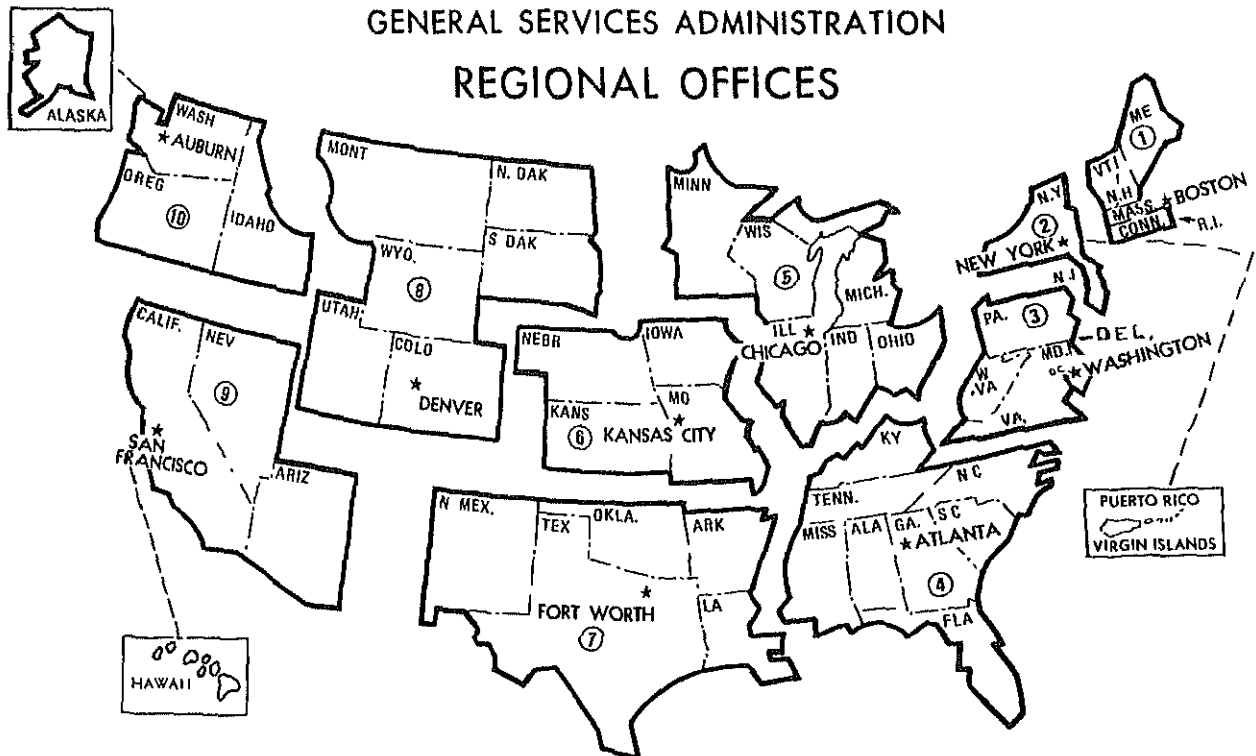 GENERAL SERVICES ADMINISTRATION
REGIONAL OFFICES
ALASKA
WASH
AUBURN
OREG
10
IDAHO
MONT
N. DAK
S DAK
WYO.
8
UTAH
COLO
DENVER
CALIF.
NEV
9
SAN
FRANCISCO
ARIZ
HAWAII
NEBR
IOWA
KANS
MO
6
KANSAS CITY
N MEX.
TEX
OKLA.
ARK
FORT WORTH
7
LA
MINN
WIS
5
MICH.
ILL
CHICAGO
IND
OHIO
KY
TENN.
N C
MISS
ALA
GA.
S C
ATLANTA
4
FLA
ME
1
VT
N.H
MASS
BOSTON
CONN.
R.I.
N.Y
2
NEW YORK
N J
PA.
3
DEL.
MD.
D.C.
WASHINGTON
W
VA
VA.
PUERTO RICO
VIRGIN ISLANDS